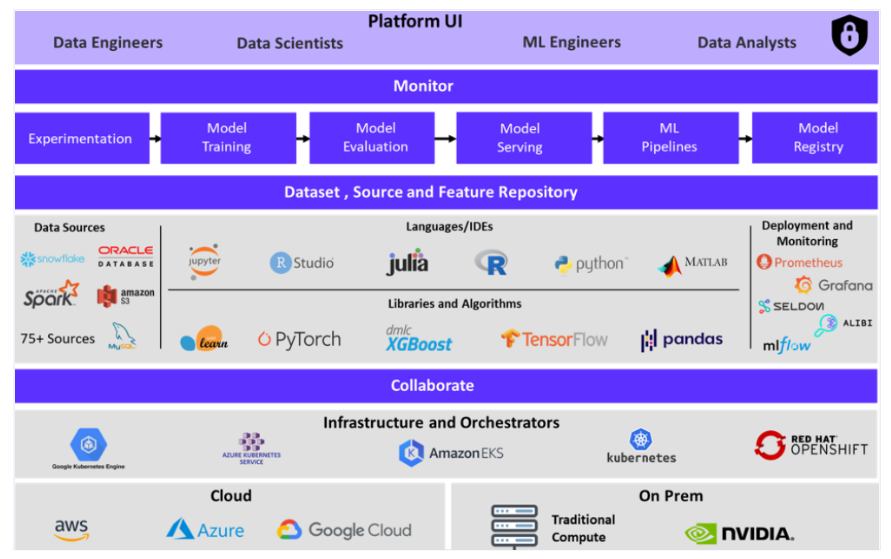 Platform UI
Data Engineers
Data Scientists
ML Engineers
Data Analysts
Monitor
Experimentation
Model
Training
Model
Evaluation
Model
Serving
ML
Pipelines
Model
Registry
Dataset , Source and Feature Repository
Data Sources
snowflake
ORACLE
DATABASE
APACHE
Spark
amazon
S3
75+ Sources
MySQL
Languages/IDEs
jupyter
R Studio
julia
R
python
MATLAB
Libraries and Algorithms
learn
PyTorch
dmlc
XGBoost
TensorFlow
pandas
Deployment and
Monitoring
Prometheus
Grafana
SELDON
ALIBI
mlflow
Collaborate
Infrastructure and Orchestrators
Google Kubernetes Engine
AZURE KUBERNETES
SERVICE
K
Amazon EKS
kubernetes
RED HAT
OPENSHIFT
Cloud
aws
Azure
Google Cloud
On Prem
Traditional
Compute
NVIDIA.